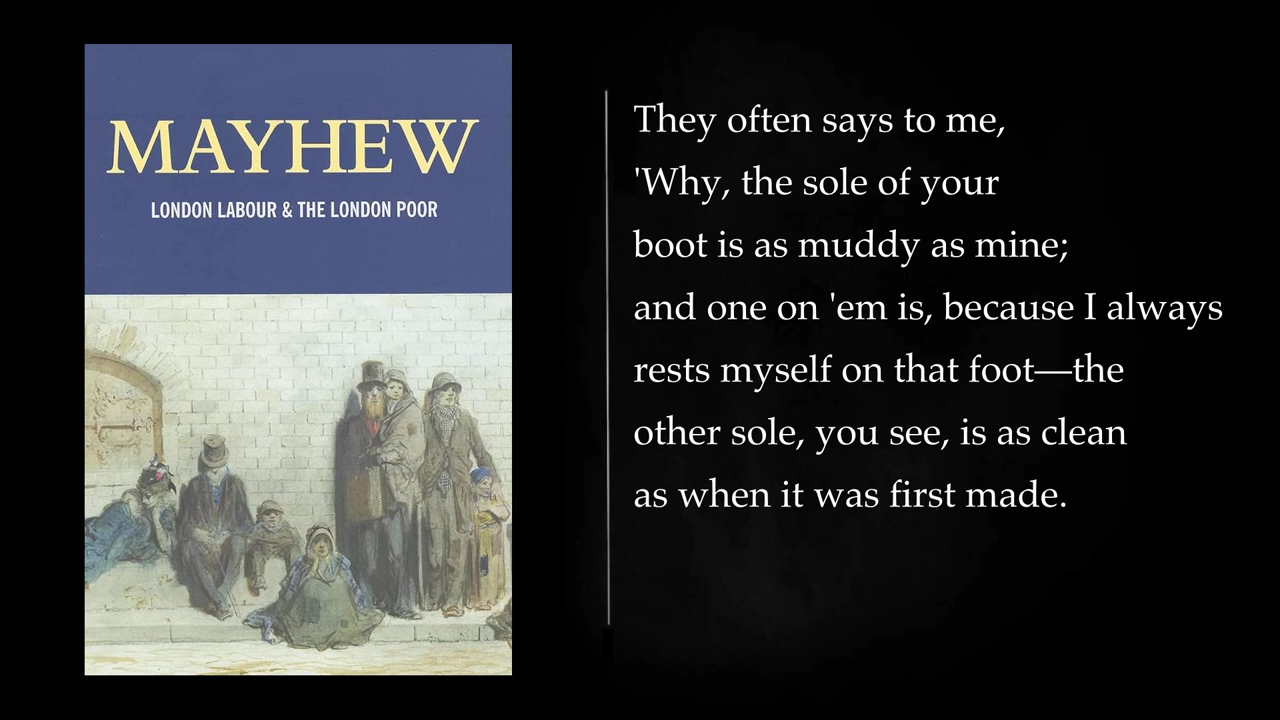 MAYHEW
LONDON LABOUR & THE LONDON POOR
They often says to me,
'Why, the sole of your
boot is as muddy as mine;
and one on 'em is, because I always
rests myself on that foot—the
other sole, you see, is as clean
as when it was first made.